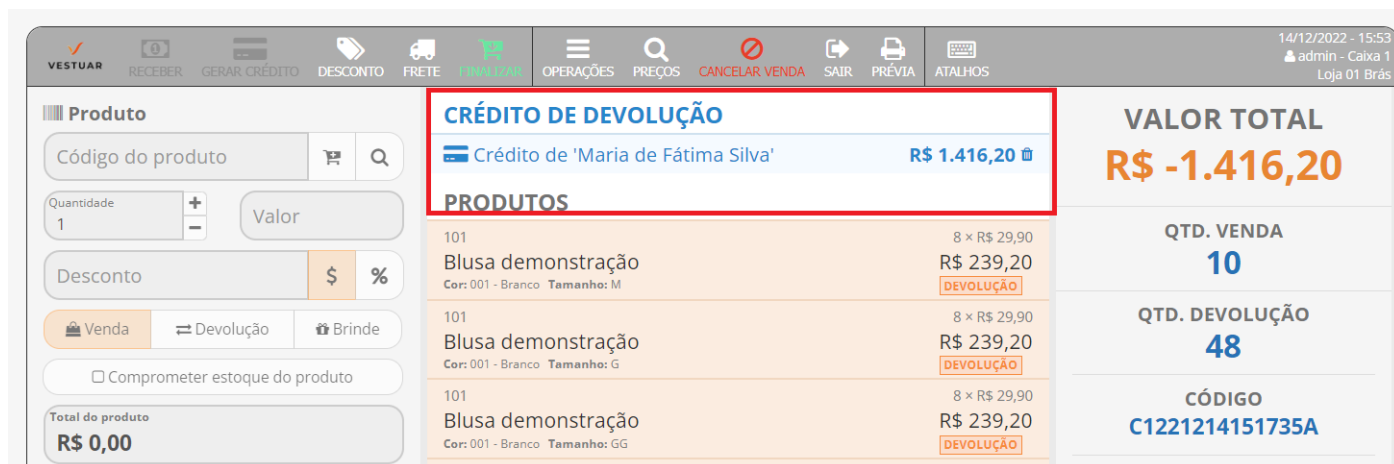 VESTUAR
RECEBER
GERAR CRÉDITO
DESCONTO
FRETE
FINALIZAR
OPERAÇÕES
PREÇOS
CANCELAR VENDA
SAIR
PRÉVIA
ATALHOS
14/12/2022 - 15:53
admin - Caixa 1
Loja 01 Brás
Produto
Código do produto
Quantidade
1
+
−
Valor
Desconto
$
%
Venda
Devolução
Brinde
Comprometer estoque do produto
Total do produto
R$ 0,00
CRÉDITO DE DEVOLUÇÃO
Crédito de 'Maria de Fátima Silva' R$ 1.416,20
PRODUTOS
101 8 × R$ 29,90
Blusa demonstração R$ 239,20
Cor: 001 - Branco Tamanho: M DEVOLUÇÃO
101 8 × R$ 29,90
Blusa demonstração R$ 239,20
Cor: 001 - Branco Tamanho: G DEVOLUÇÃO
101 8 × R$ 29,90
Blusa demonstração R$ 239,20
Cor: 001 - Branco Tamanho: GG DEVOLUÇÃO
VALOR TOTAL
R$ -1.416,20
QTD. VENDA
10
QTD. DEVOLUÇÃO
48
CÓDIGO
C1221214151735A